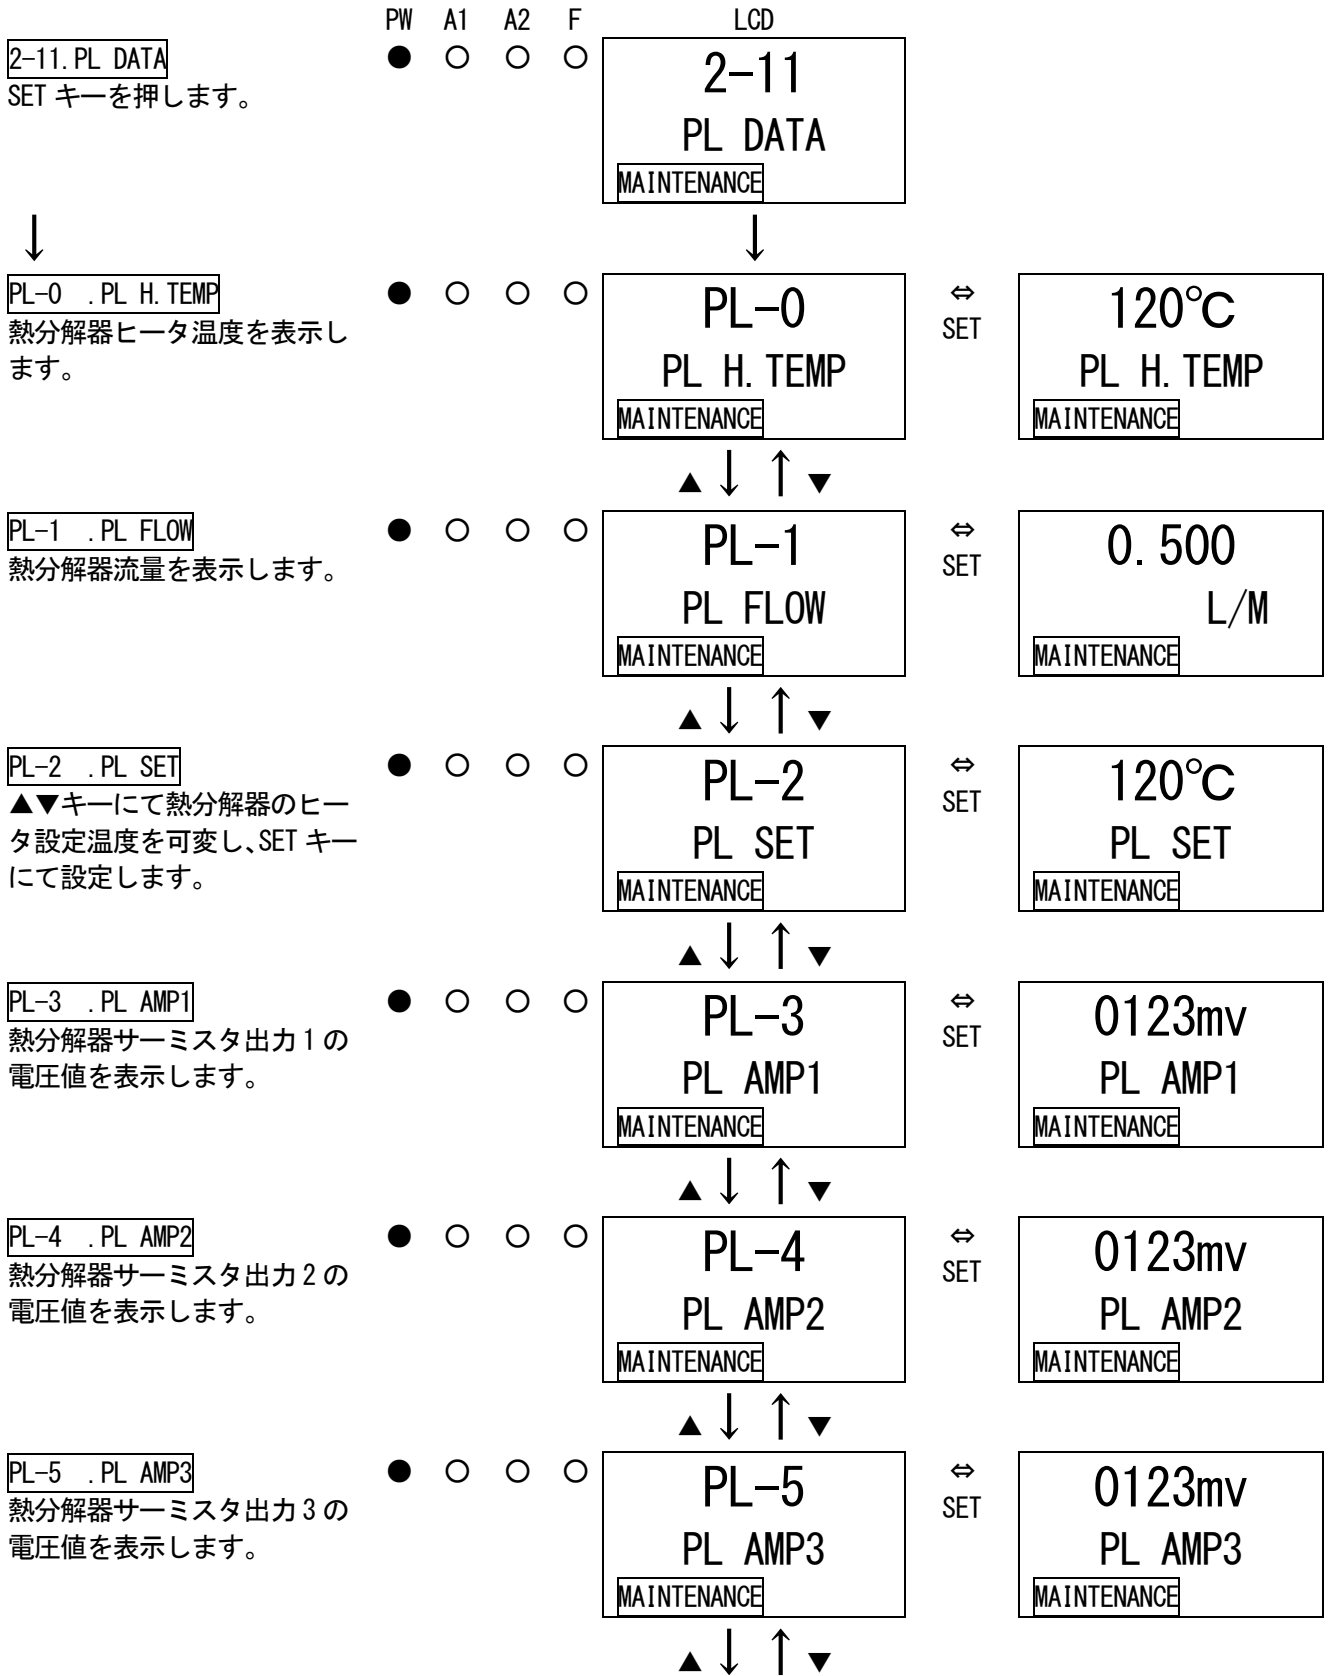 PW A1 A2 F LCD
2-11.PL DATA ● ○ ○ ○
SET キーを押します。
2-11
PL DATA
MAINTENANCE
↓ ↓
PL-0 .PL H.TEMP ● ○ ○ ○
熱分解器ヒータ温度を表示し
ます。
PL-0
PL H.TEMP
MAINTENANCE
⇔
SET
120℃
PL H.TEMP
MAINTENANCE
▲ ↓ ↑ ▼
PL-1 .PL FLOW ● ○ ○ ○
熱分解器流量を表示します。
PL-1
PL FLOW
MAINTENANCE
⇔
SET
0.500
L/M
MAINTENANCE
▲ ↓ ↑ ▼
PL-2 .PL SET ● ○ ○ ○
▲▼キーにて熱分解器のヒー
タ設定温度を可変し、SET キー
にて設定します。
PL-2
PL SET
MAINTENANCE
⇔
SET
120℃
PL SET
MAINTENANCE
▲ ↓ ↑ ▼
PL-3 .PL AMP1 ● ○ ○ ○
熱分解器サーミスタ出力 1 の
電圧値を表示します。
PL-3
PL AMP1
MAINTENANCE
⇔
SET
0123mv
PL AMP1
MAINTENANCE
▲ ↓ ↑ ▼
PL-4 .PL AMP2 ● ○ ○ ○
熱分解器サーミスタ出力 2 の
電圧値を表示します。
PL-4
PL AMP2
MAINTENANCE
⇔
SET
0123mv
PL AMP2
MAINTENANCE
▲ ↓ ↑ ▼
PL-5 .PL AMP3 ● ○ ○ ○
熱分解器サーミスタ出力 3 の
電圧値を表示します。
PL-5
PL AMP3
MAINTENANCE
⇔
SET
0123mv
PL AMP3
MAINTENANCE
▲ ↓ ↑ ▼